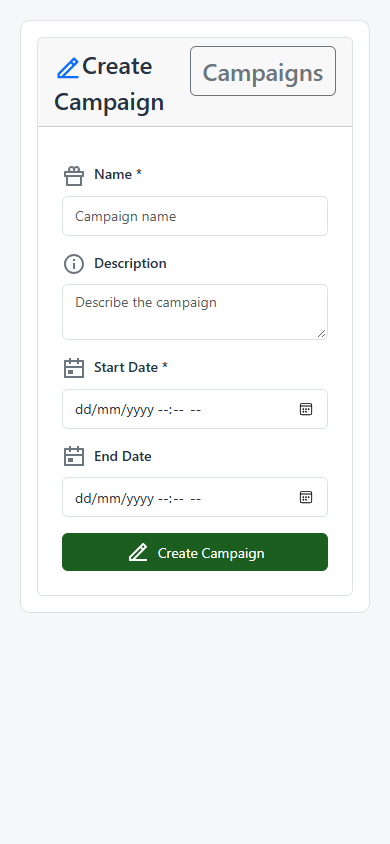 Create
Campaign
Campaigns
Name *
Campaign name
Description
Describe the campaign
Start Date *
dd/mm/yyyy --:-- --
End Date
dd/mm/yyyy --:-- --
Create Campaign